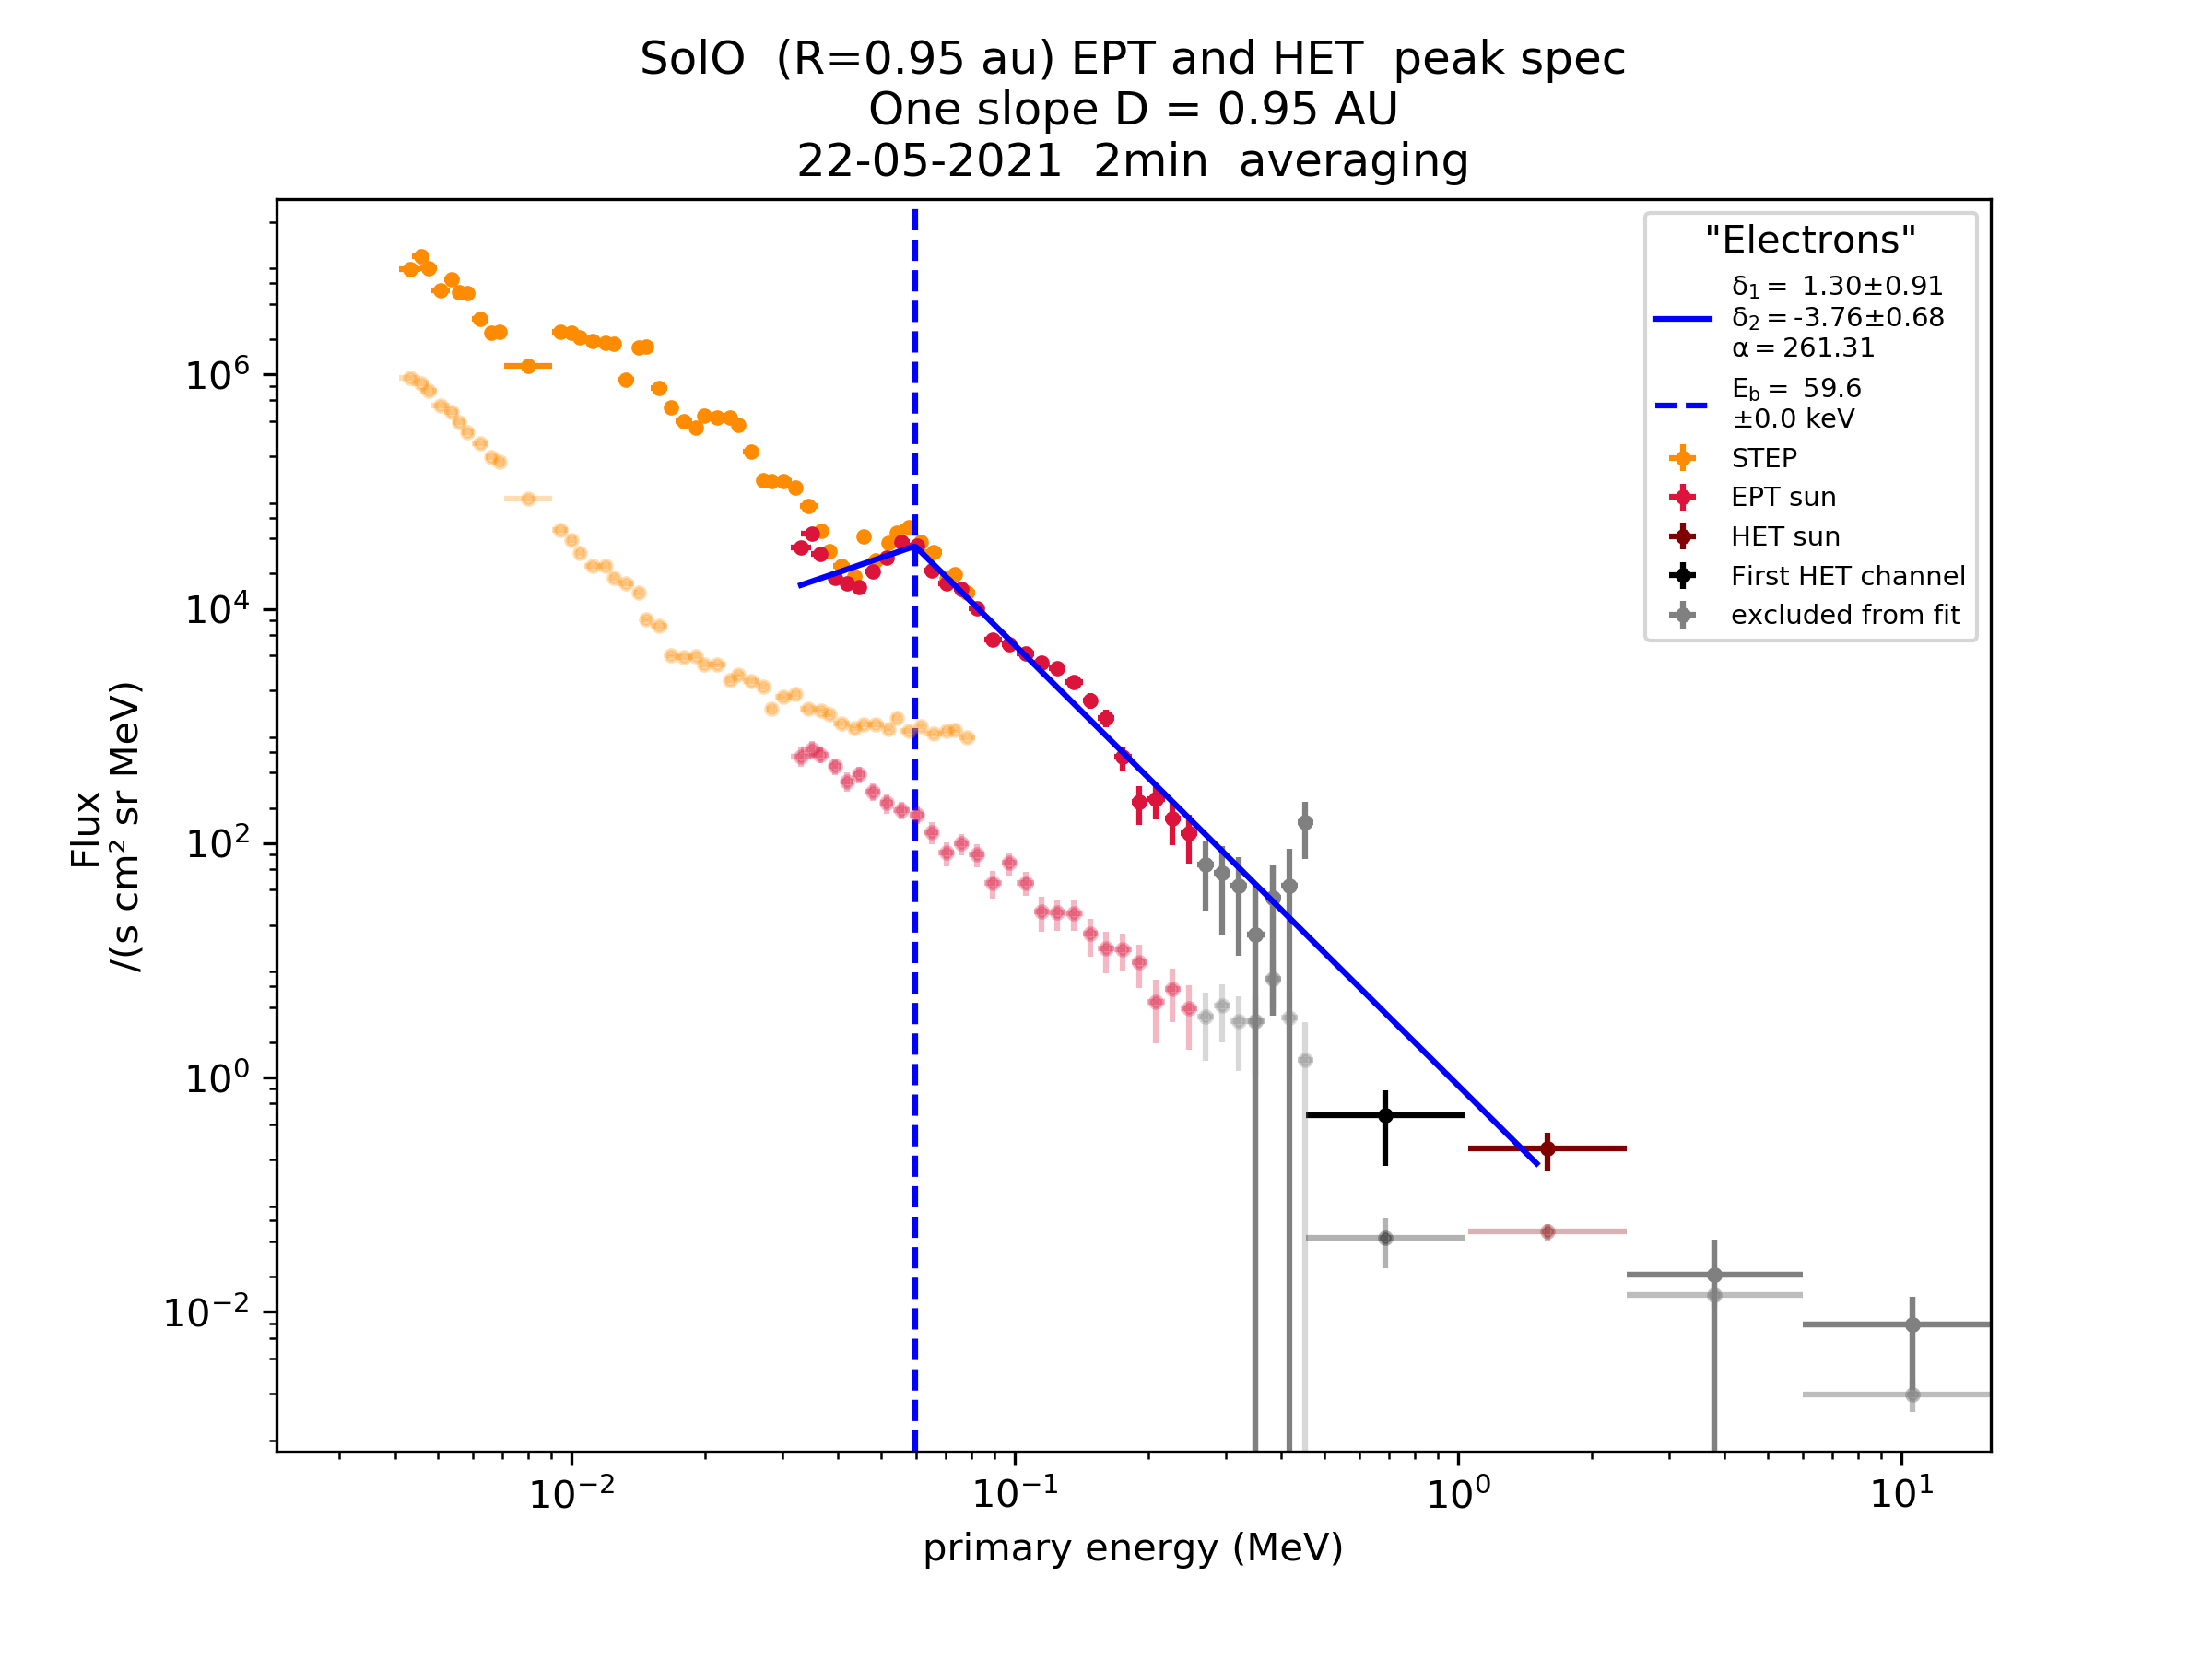 SolO  (R=0.95 au) EPT and HET  peak spec
One slope D = 0.95 AU
22-05-2021  2min  averaging
"Electrons"
δ₁ = 1.30±0.91
δ₂ = -3.76±0.68
α = 261.31
E_b = 59.6
±0.0 keV
STEP
EPT sun
HET sun
First HET channel
excluded from fit
Flux
/(s cm² sr MeV)
10⁶
10⁴
10²
10⁰
10⁻²
10⁻²
10⁻¹
10⁰
10¹
primary energy (MeV)